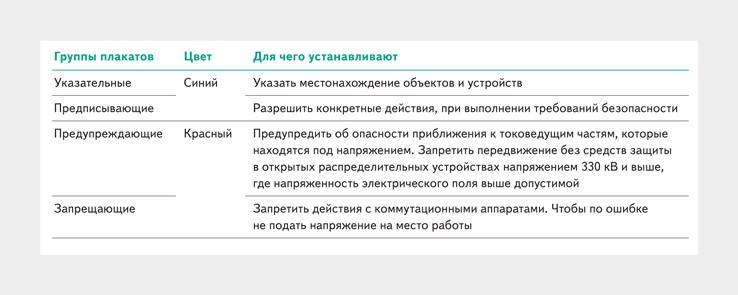 Группы плакатов Цвет Для чего устанавливают
Указательные Синий Указать местонахождение объектов и устройств
Предписывающие Разрешить конкретные действия, при выполнении требований безопасности
Предупреждающие Красный Предупредить об опасности приближения к токоведущим частям, которые
находятся под напряжением. Запретить передвижение без средств защиты
в открытых распределительных устройствах напряжением 330 кВ и выше,
где напряженность электрического поля выше допустимой
Запрещающие Запретить действия с коммутационными аппаратами. Чтобы по ошибке
не подать напряжение на место работы